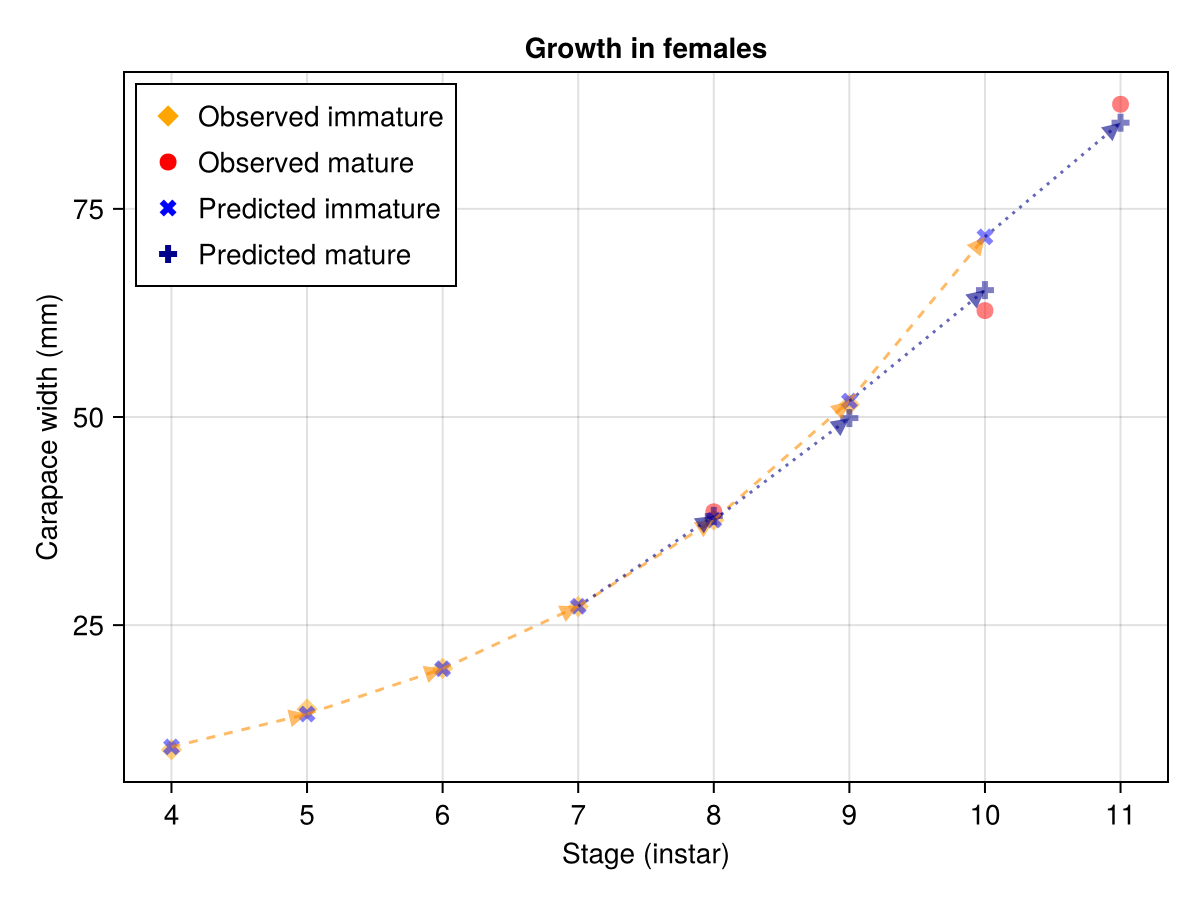 Growth in females
Observed immature
Observed mature
Predicted immature
Predicted mature
Carapace width (mm)
75
50
25
4 5 6 7 8 9 10 11
Stage (instar)